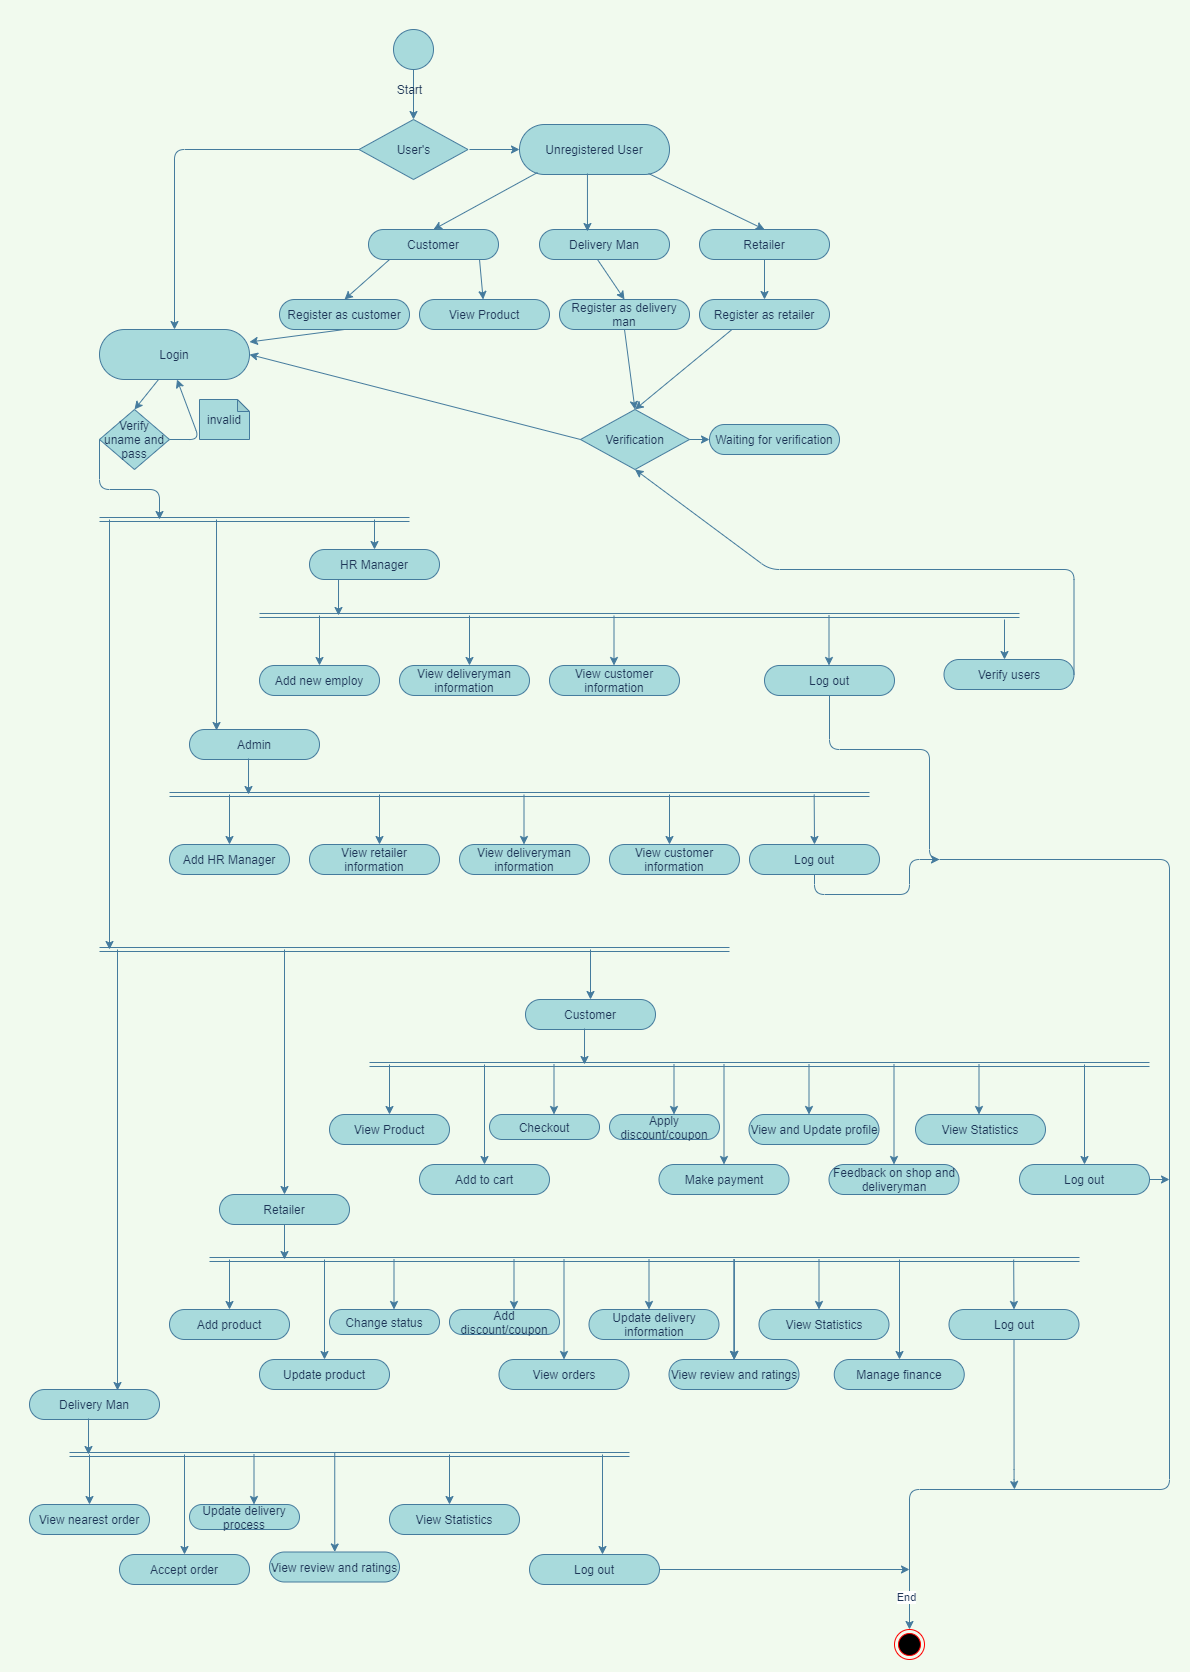 Start
User's
Unregistered User
Customer
Delivery Man
Retailer
Register as customer
View Product
Register as delivery
man
Register as retailer
Login
invalid
Verify
uname and
pass
Verification
Waiting for verification
HR Manager
Add new employ
View deliveryman
information
View customer
information
Log out
Verify users
Admin
Add HR Manager
View retailer
information
View deliveryman
information
View customer
information
Log out
Customer
View Product
Checkout
Apply
discount/coupon
View and Update profile
View Statistics
Add to cart
Make payment
Feedback on shop and
deliveryman
Log out
Retailer
Add product
Change status
Add
discount/coupon
Update delivery
information
View Statistics
Log out
Update product
View orders
View review and ratings
Manage finance
Delivery Man
View nearest order
Update delivery
process
View Statistics
Accept order
View review and ratings
Log out
End